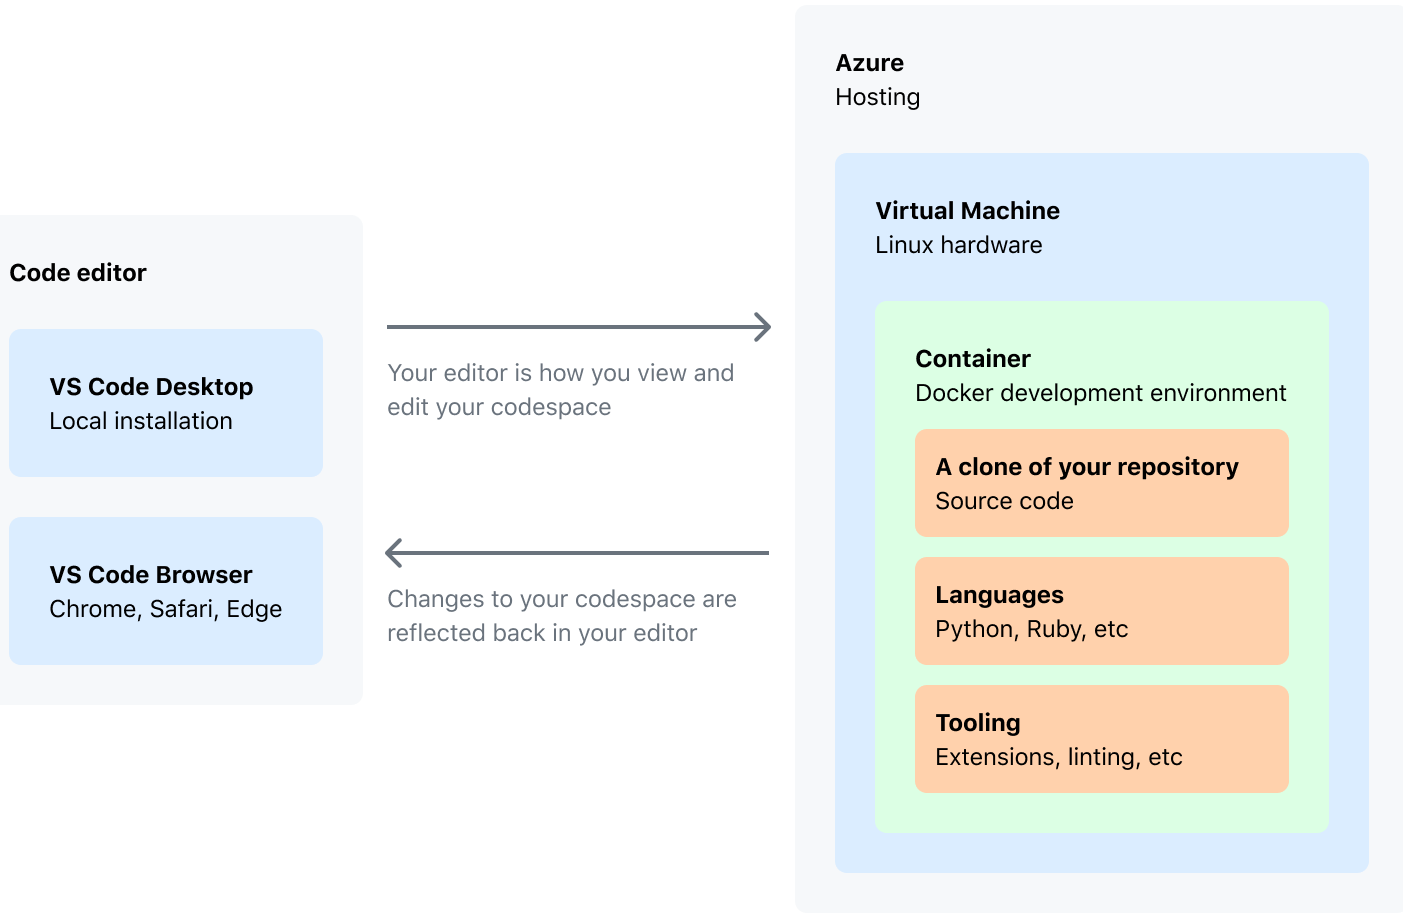 Code editor
VS Code Desktop
Local installation
VS Code Browser
Chrome, Safari, Edge
Your editor is how you view and
edit your codespace
Changes to your codespace are
reflected back in your editor
Azure
Hosting
Virtual Machine
Linux hardware
Container
Docker development environment
A clone of your repository
Source code
Languages
Python, Ruby, etc
Tooling
Extensions, linting, etc